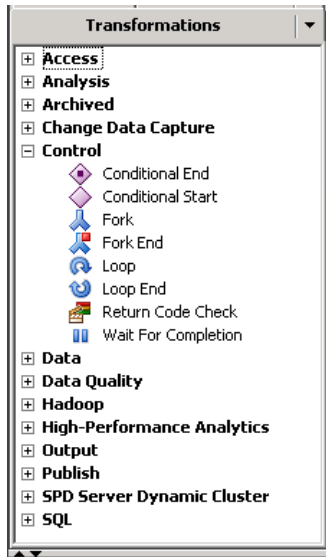 Transformations
Access
Analysis
Archived
Change Data Capture
Control
Conditional End
Conditional Start
Fork
Fork End
Loop
Loop End
Return Code Check
Wait For Completion
Data
Data Quality
Hadoop
High-Performance Analytics
Output
Publish
SPD Server Dynamic Cluster
SQL